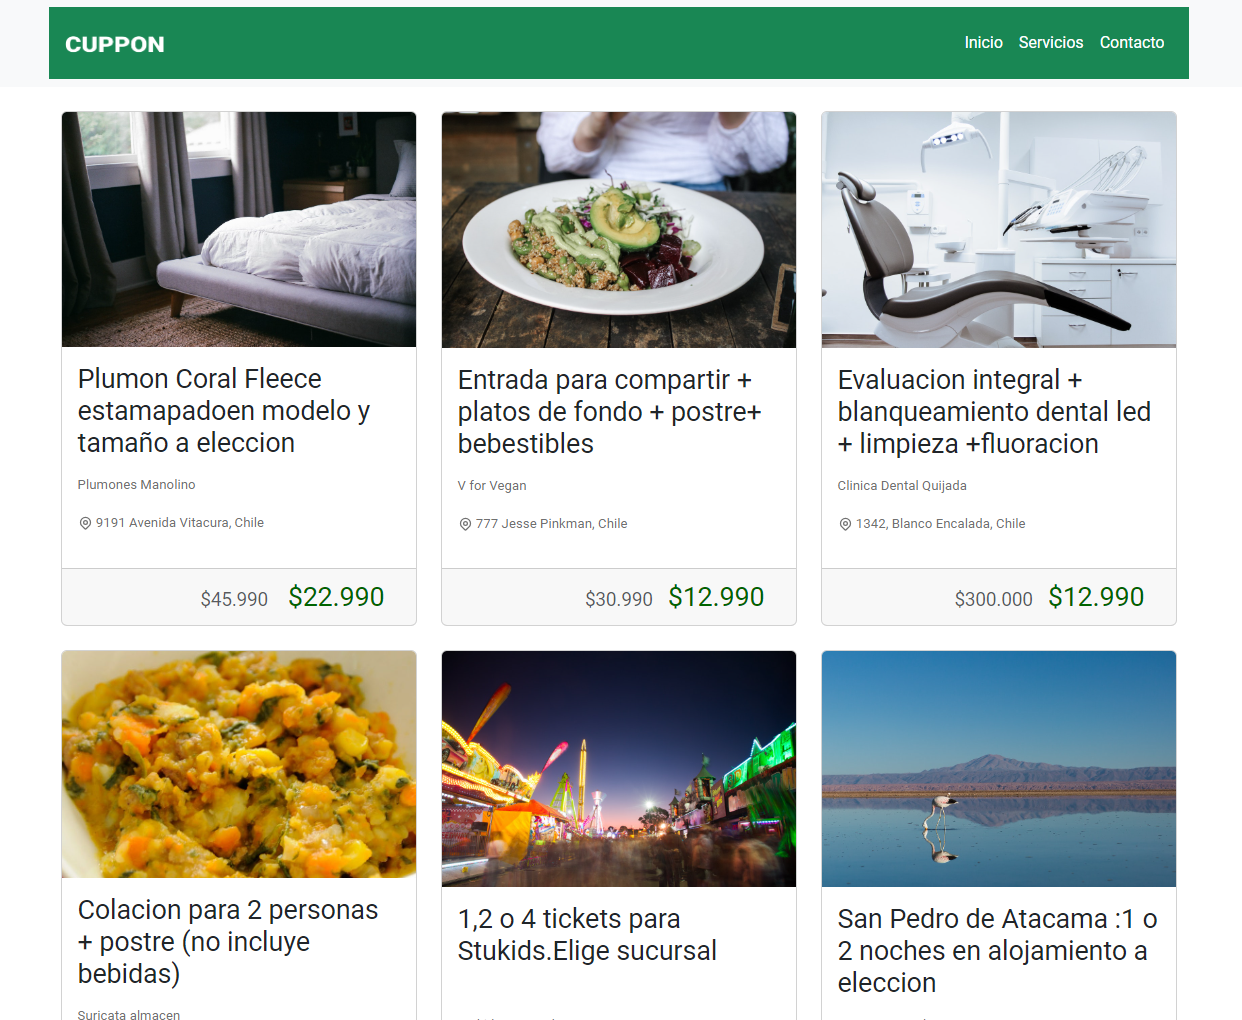 CUPPON
Inicio Servicios Contacto
Plumon Coral Fleece
estamapadoen modelo y
tamaño a eleccion
Plumones Manolino
9191 Avenida Vitacura, Chile
$45.990 $22.990
Entrada para compartir +
platos de fondo + postre+
bebestibles
V for Vegan
777 Jesse Pinkman, Chile
$30.990 $12.990
Evaluacion integral +
blanqueamiento dental led
+ limpieza +fluoracion
Clinica Dental Quijada
1342, Blanco Encalada, Chile
$300.000 $12.990
Colacion para 2 personas
+ postre (no incluye
bebidas)
Suricata almacen
1,2 o 4 tickets para
Stukids.Elige sucursal
San Pedro de Atacama :1 o
2 noches en alojamiento a
eleccion